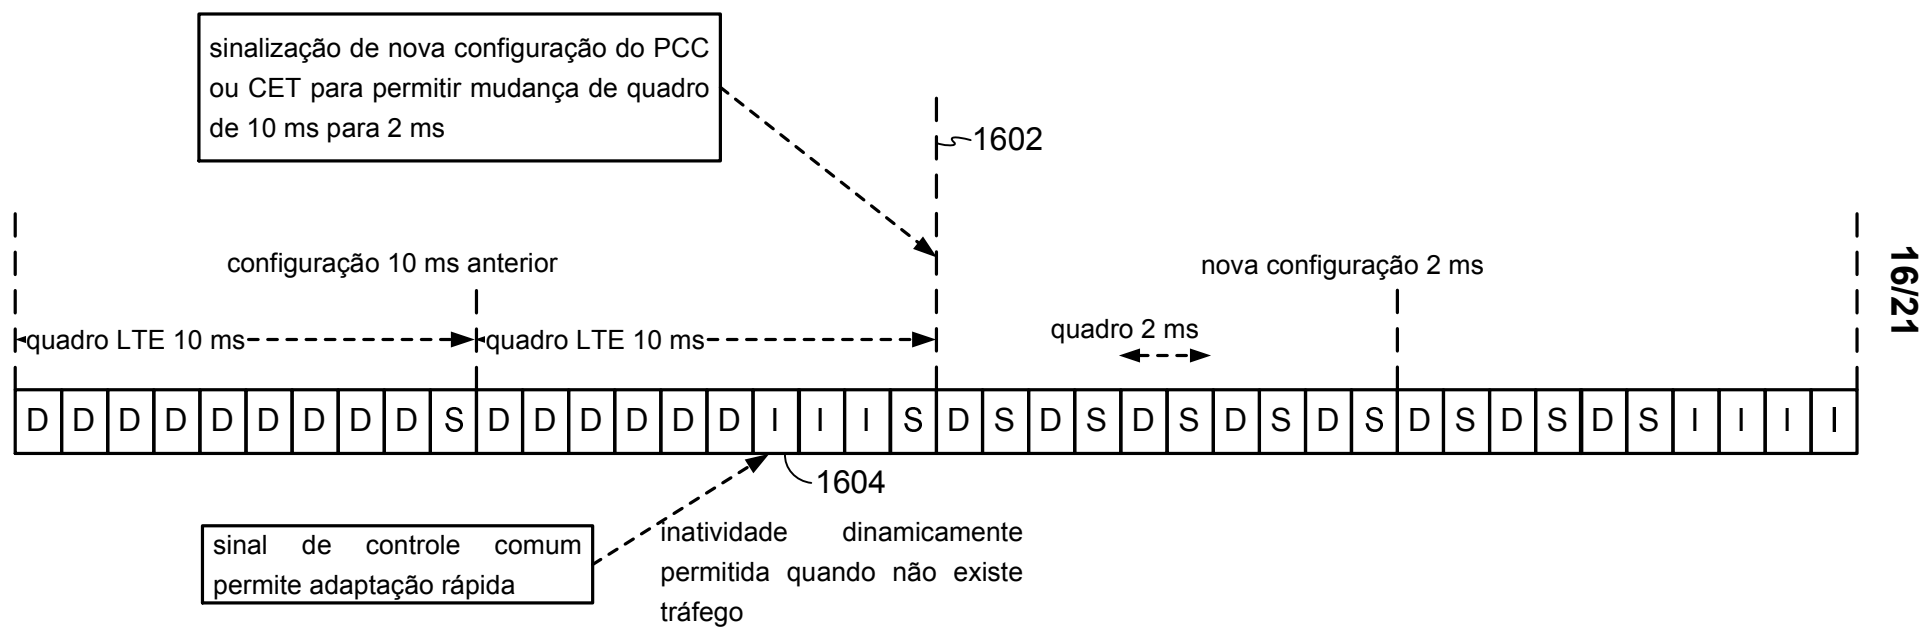 sinalização de nova configuração do PCC
ou CET para permitir mudança de quadro
de 10 ms para 2 ms
1602
configuração 10 ms anterior
nova configuração 2 ms
16/21
quadro LTE 10 ms
quadro LTE 10 ms
quadro 2 ms
D D D D D D D D D S D D D D D D I I I S D S D S D S D S D S D S D S D S I I I I
1604
sinal de controle comum
permite adaptação rápida
inatividade dinamicamente
permitida quando não existe
tráfego